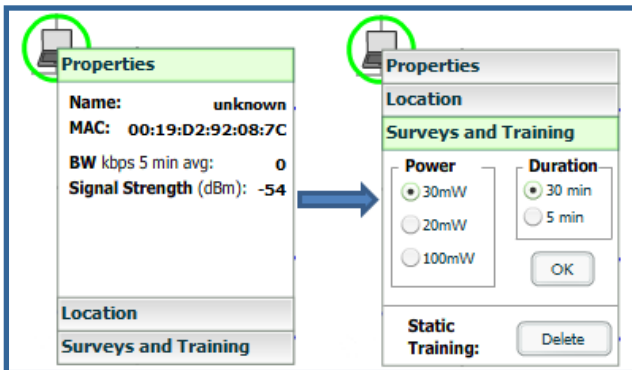 Properties
Name: unknown
MAC: 00:19:D2:92:08:7C
BW kbps 5 min avg: 0
Signal Strength (dBm): -54
Location
Surveys and Training
Properties
Location
Surveys and Training
Power
30mW
20mW
100mW
Duration
30 min
5 min
OK
Static
Training:
Delete